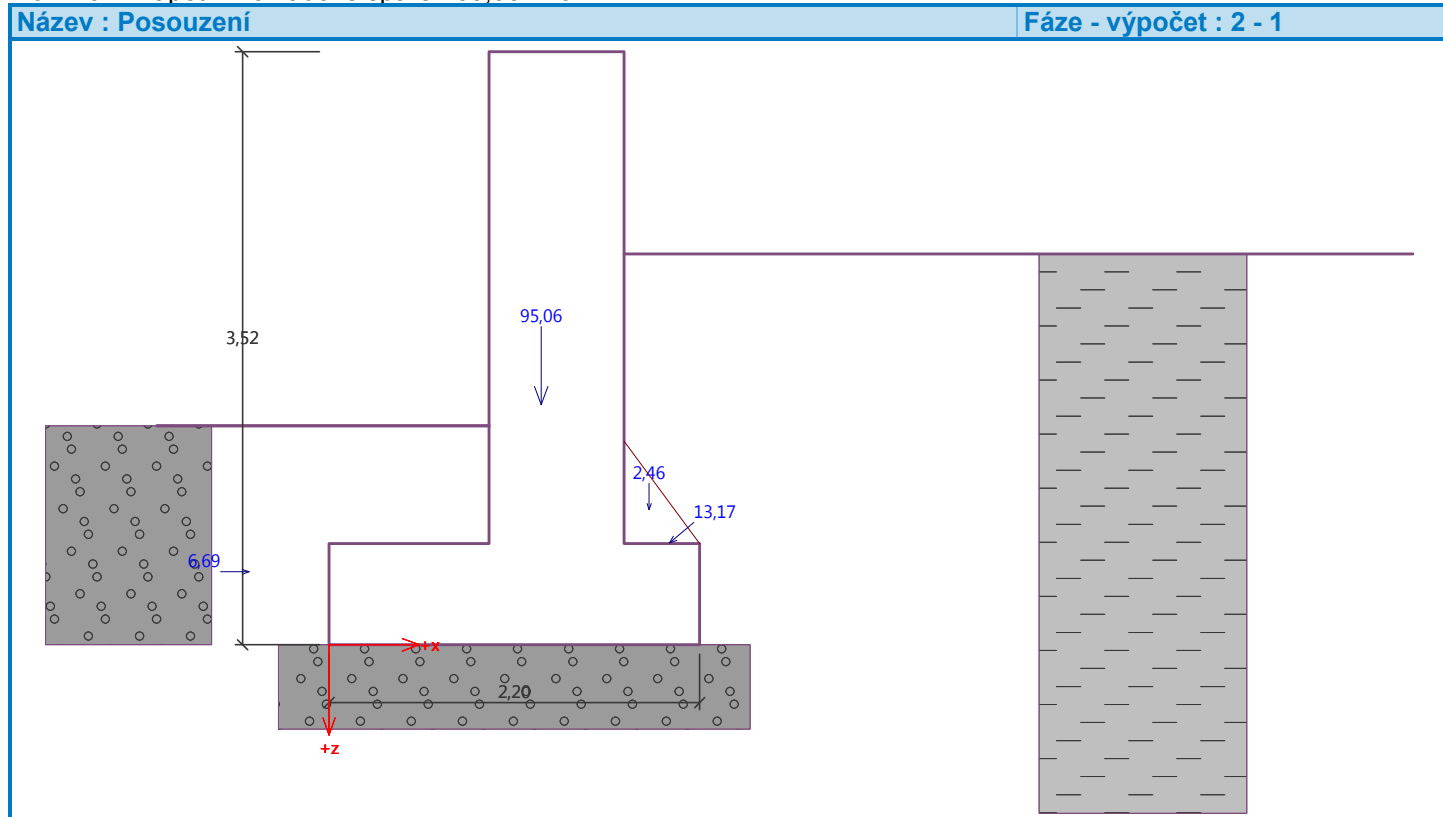 Název : Posouzení
Fáze - výpočet : 2 - 1
95,06
3,52
2,46
13,17
6,69
+x
2,20
+z